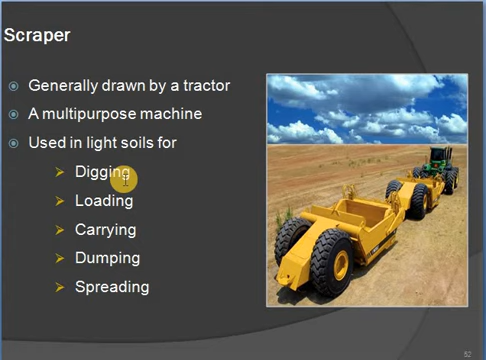 Scraper
Generally drawn by a tractor
A multipurpose machine
Used in light soils for
Digging
Loading
Carrying
Dumping
Spreading
52